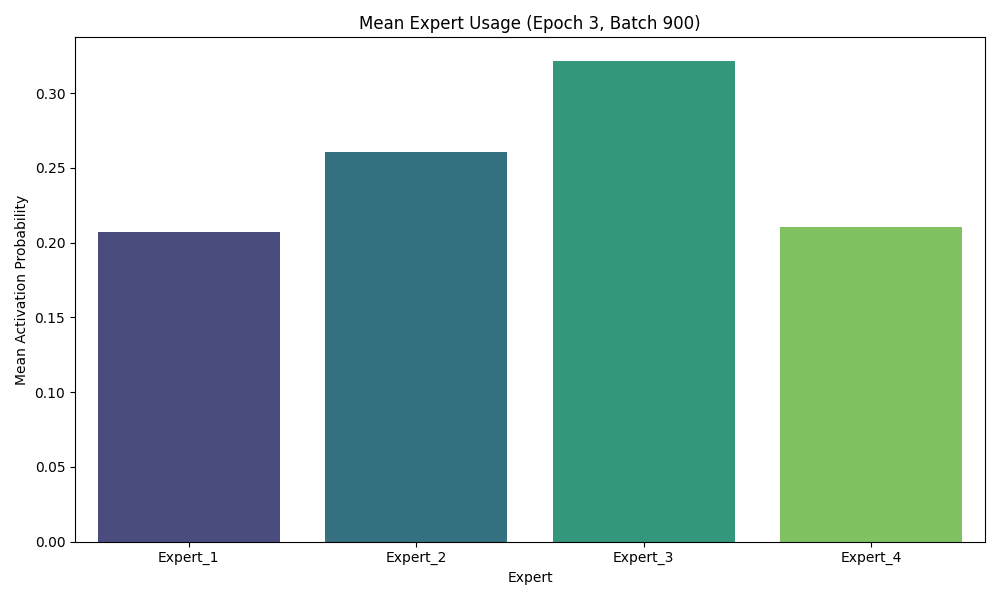 Mean Expert Usage (Epoch 3, Batch 900)
Mean Activation Probability
0.30
0.25
0.20
0.15
0.10
0.05
0.00
Expert_1 Expert_2 Expert_3 Expert_4
Expert